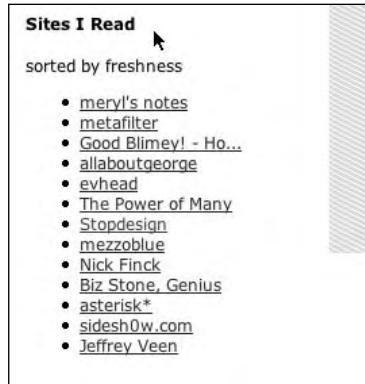 Sites I Read
sorted by freshness
meryl's notes
metafilter
Good Blimey! - Ho...
allaboutgeorge
evhead
The Power of Many
Stopdesign
mezzoblue
Nick Finck
Biz Stone, Genius
asterisk*
sidesh0w.com
Jeffrey Veen